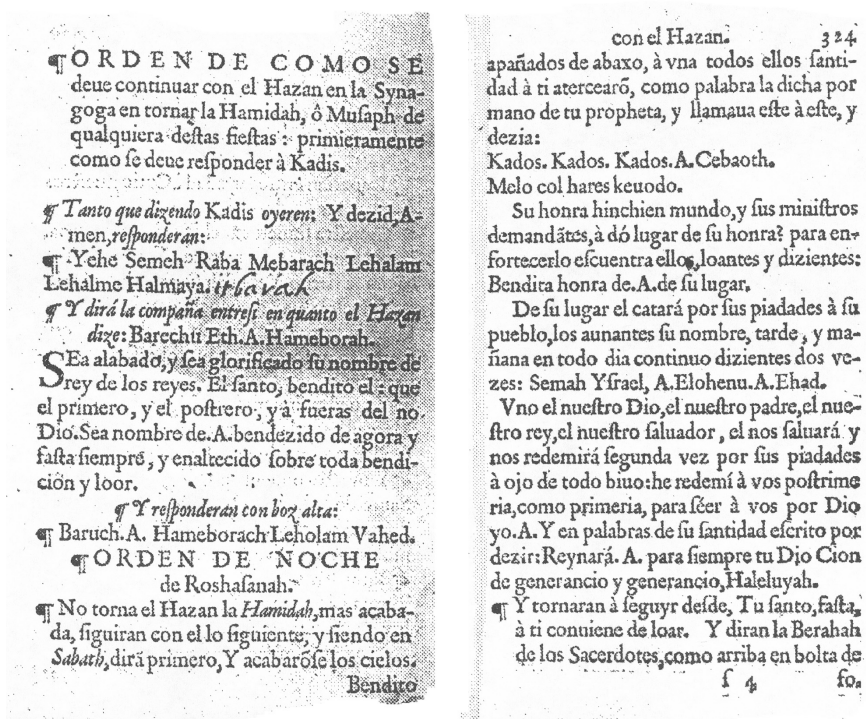 ¶ORDEN DE COMO SE
deue continuar con el Hazan en la Syna-
goga en tornar la Hamidah, ô Musaph de
qualquiera destas fiestas: primieramente
como se deue responder à Kadis.
¶ Tanto que dizendo Kadis oyeren: Y dezid, A-
men, responderan:
¶ Yehe Semeh Raba Mebarach Lehalam
Lehalme Halmaya. itbarak
¶ Y dirá la compaña entresi en quanto el Hazan
dize: Barechu Eth.A.Hameborah.
SEa alabado, y sea glorificado su nombre de
rey de los reyes. El santo, bendito el: que
el primero, y el postrero, y à fueras del no
Dio. Sea nombre de.A.bendezido de agora y
fasta siempre, y enaltecido sobre toda bendi-
ción y loor.
¶ Y responderan con boz alta:
¶ Baruch.A. Hameborach Leholam Vahed.
¶ORDEN DE NOCHE
de Roshasanah.
¶ No torna el Hazan la Hamidah, mas acaba-
da, siguiran con el lo siguiente, y siendo en
Sabath, dirá primero, Y acabarõse los cielos.
Bendito
con el Hazan. 324
apañados de abaxo, à vna todos ellos santi-
dad à ti atercearõ, como palabra la dicha por
mano de tu propheta, y llamaua este à este, y
dezia:
Kados. Kados. Kados.A.Cebaoth.
Melo col hares keuodo.
Su honra hinchien mundo, y sus ministros
demandãtes, à dó lugar de su honra? para en-
fortecerlo escuentra ellos, loantes y dizientes:
Bendita honra de.A.de su lugar.
De su lugar el catará por sus piadades à su
pueblo, los aunantes su nombre, tarde, y ma-
ñana en todo dia continuo dizientes dos ve-
zes: Semah Ysrael, A.Elohenu.A.Ehad.
Vno el nuestro Dio, el nuestro padre, el nue-
stro rey, el nuestro saluador, el nos saluará y
nos redemirá segunda vez por sus piadades
à ojo de todo biuo: he redemí à vos postrime
ria, como primeria, para séer à vos por Dio
yo.A.Y en palabras de su santidad escrito por
dezir: Reynará. A. para siempre tu Dio Cion
de generancio y generancio, Haleluyah.
¶ Y tornaran à seguyr desde, Tu santo, fasta,
à ti conuiene de loar. Y diran la Berahah
de los Sacerdotes, como arriba en bolta de
s 4 fo.